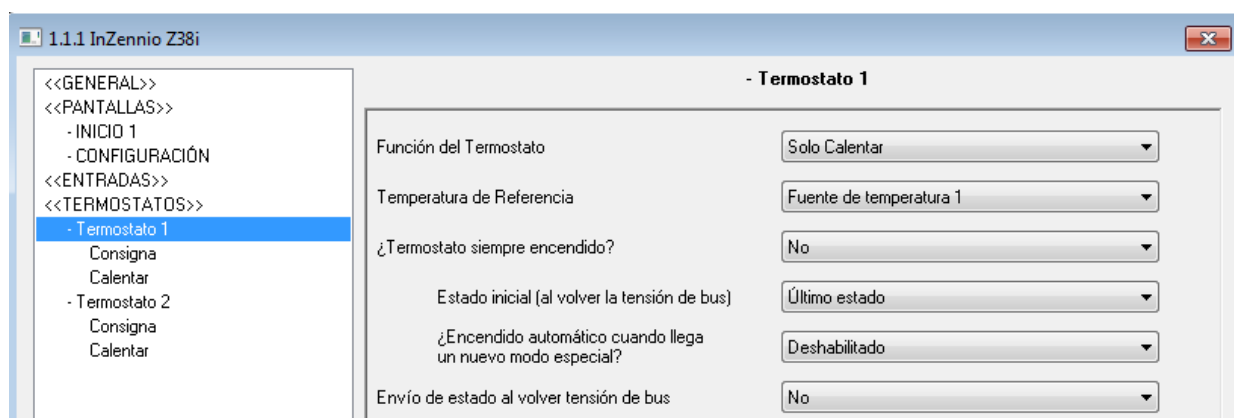 1.1.1 InZennio Z38i
<<GENERAL>>
<<PANTALLAS>>
- INICIO 1
- CONFIGURACIÓN
<<ENTRADAS>>
<<TERMOSTATOS>>
- Termostato 1
Consigna
Calentar
- Termostato 2
Consigna
Calentar
- Termostato 1
Función del Termostato Solo Calentar
Temperatura de Referencia Fuente de temperatura 1
¿Termostato siempre encendido? No
Estado inicial (al volver la tensión de bus) Último estado
¿Encendido automático cuando llega
un nuevo modo especial? Deshabilitado
Envío de estado al volver tensión de bus No